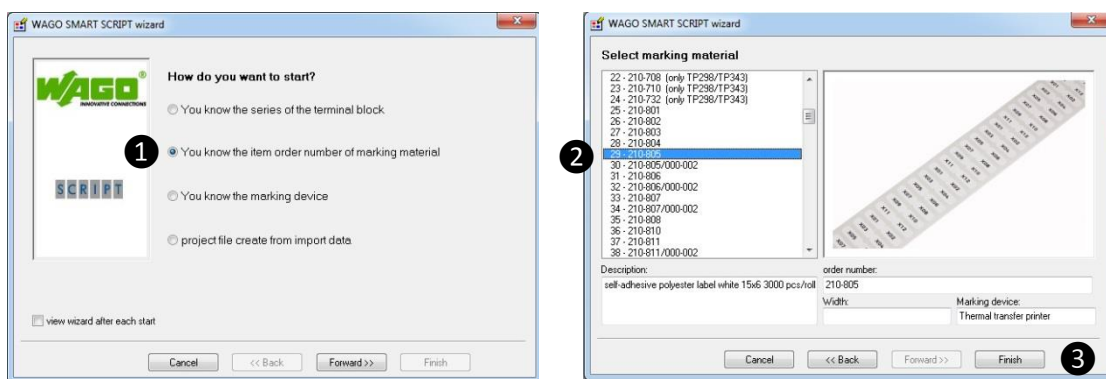 WAGO SMART SCRIPT wizard
WAGO®
INNOVATIVE CONNECTIONS
SCRIPT
How do you want to start?
You know the series of the terminal block
1
You know the item order number of marking material
You know the marking device
project file create from import data
view wizard after each start
Cancel
<< Back
Forward >>
Finish
WAGO SMART SCRIPT wizard
Select marking material
22 - 210-708 (only TP298/TP343)
23 - 210-710 (only TP298/TP343)
24 - 210-732 (only TP298/TP343)
25 - 210-801
26 - 210-802
27 - 210-803
28 - 210-804
2
29 - 210-805
30 - 210-805/000-002
31 - 210-806
32 - 210-806/000-002
33 - 210-807
34 - 210-807/000-002
35 - 210-808
36 - 210-810
37 - 210-811
38 - 210-811/000-002
Description:
self-adhesive polyester label white 15x6 3000 pcs/roll
order number:
210-805
Width:
Marking device:
Thermal transfer printer
Cancel
<< Back
Forward >>
Finish
3